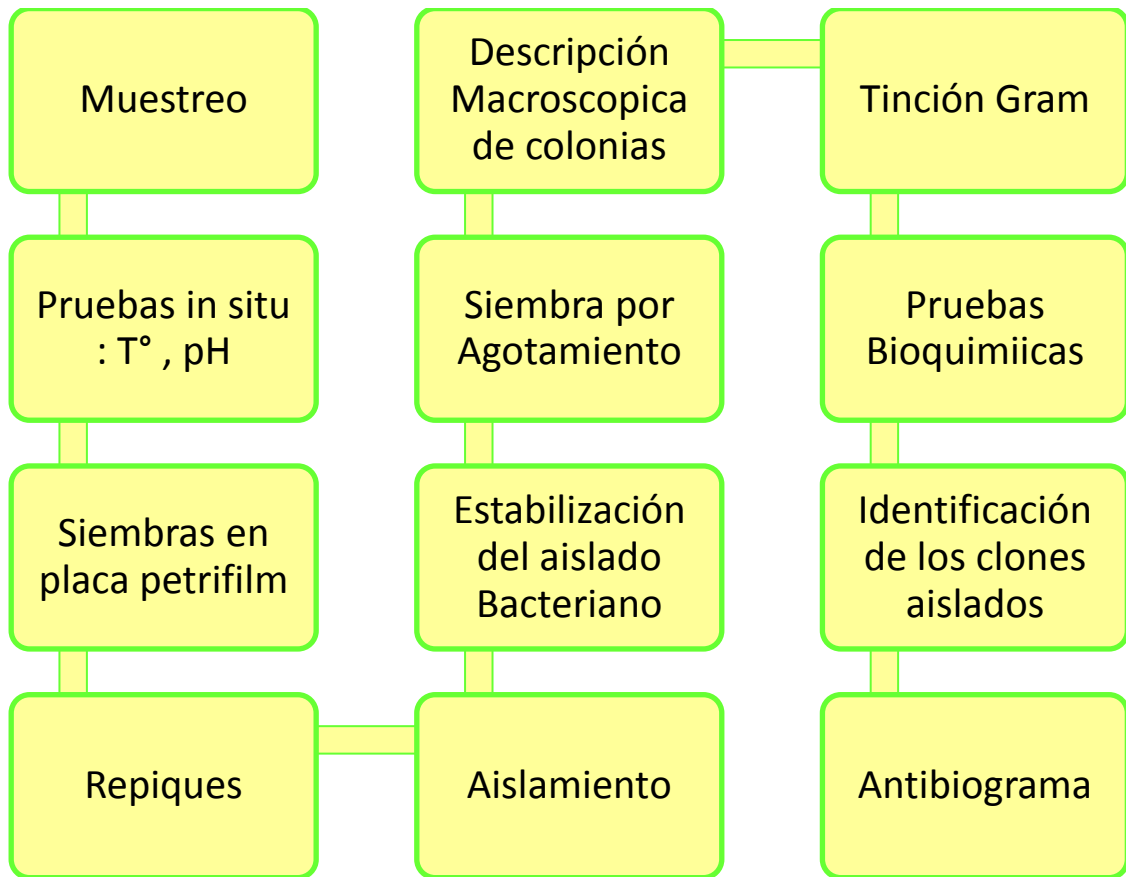 Muestreo
Pruebas in situ
: T° , pH
Siembras en
placa petrifilm
Repiques
Aislamiento
Estabilización
del aislado
Bacteriano
Siembra por
Agotamiento
Descripción
Macroscopica
de colonias
Tinción Gram
Pruebas
Bioquimiicas
Identificación
de los clones
aislados
Antibiograma